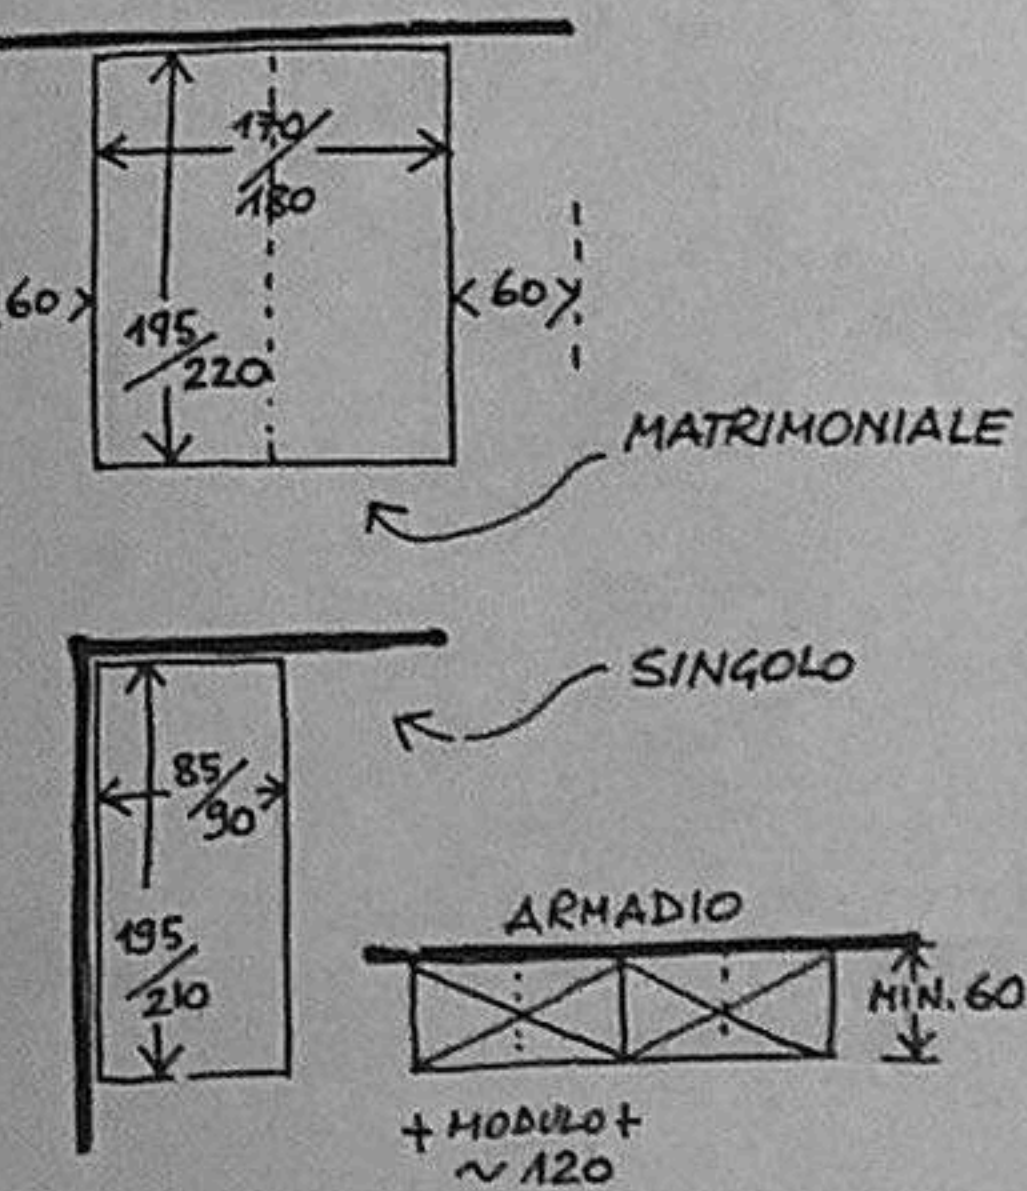 170/
180
60
60
195/
220
MATRIMONIALE
SINGOLO
85/
90
195/
210
ARMADIO
MIN. 60
MODULO
~ 120